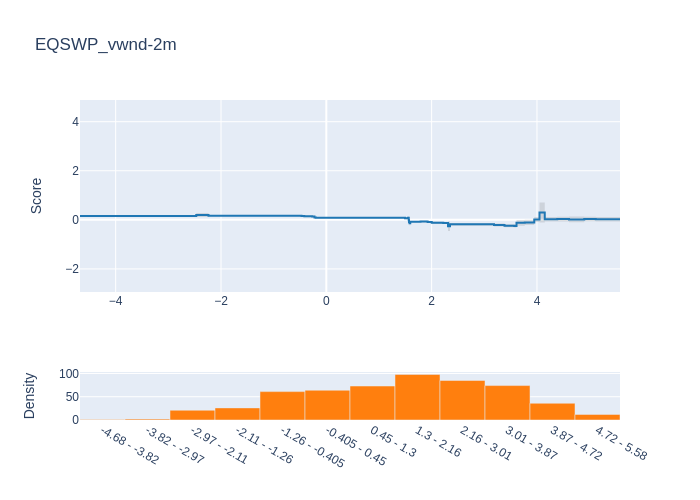 EQSWP_vwnd-2m
Score
4
2
0
−2
−4
−2
0
2
4
Density
100
50
0
-4.68 - -3.82
-3.82 - -2.97
-2.97 - -2.11
-2.11 - -1.26
-1.26 - -0.405
-0.405 - 0.45
0.45 - 1.3
1.3 - 2.16
2.16 - 3.01
3.01 - 3.87
3.87 - 4.72
4.72 - 5.58